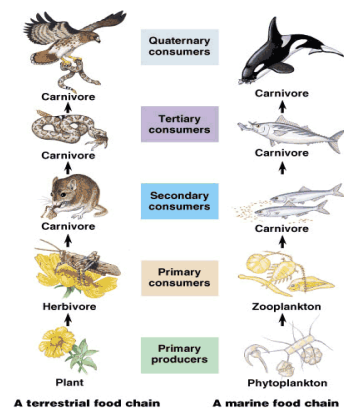 Quaternary
consumers
Carnivore
Carnivore
Tertiary
consumers
Carnivore
Carnivore
Secondary
consumers
Carnivore
Carnivore
Primary
consumers
Herbivore
Zooplankton
Primary
producers
Plant
Phytoplankton
A terrestrial food chain
A marine food chain